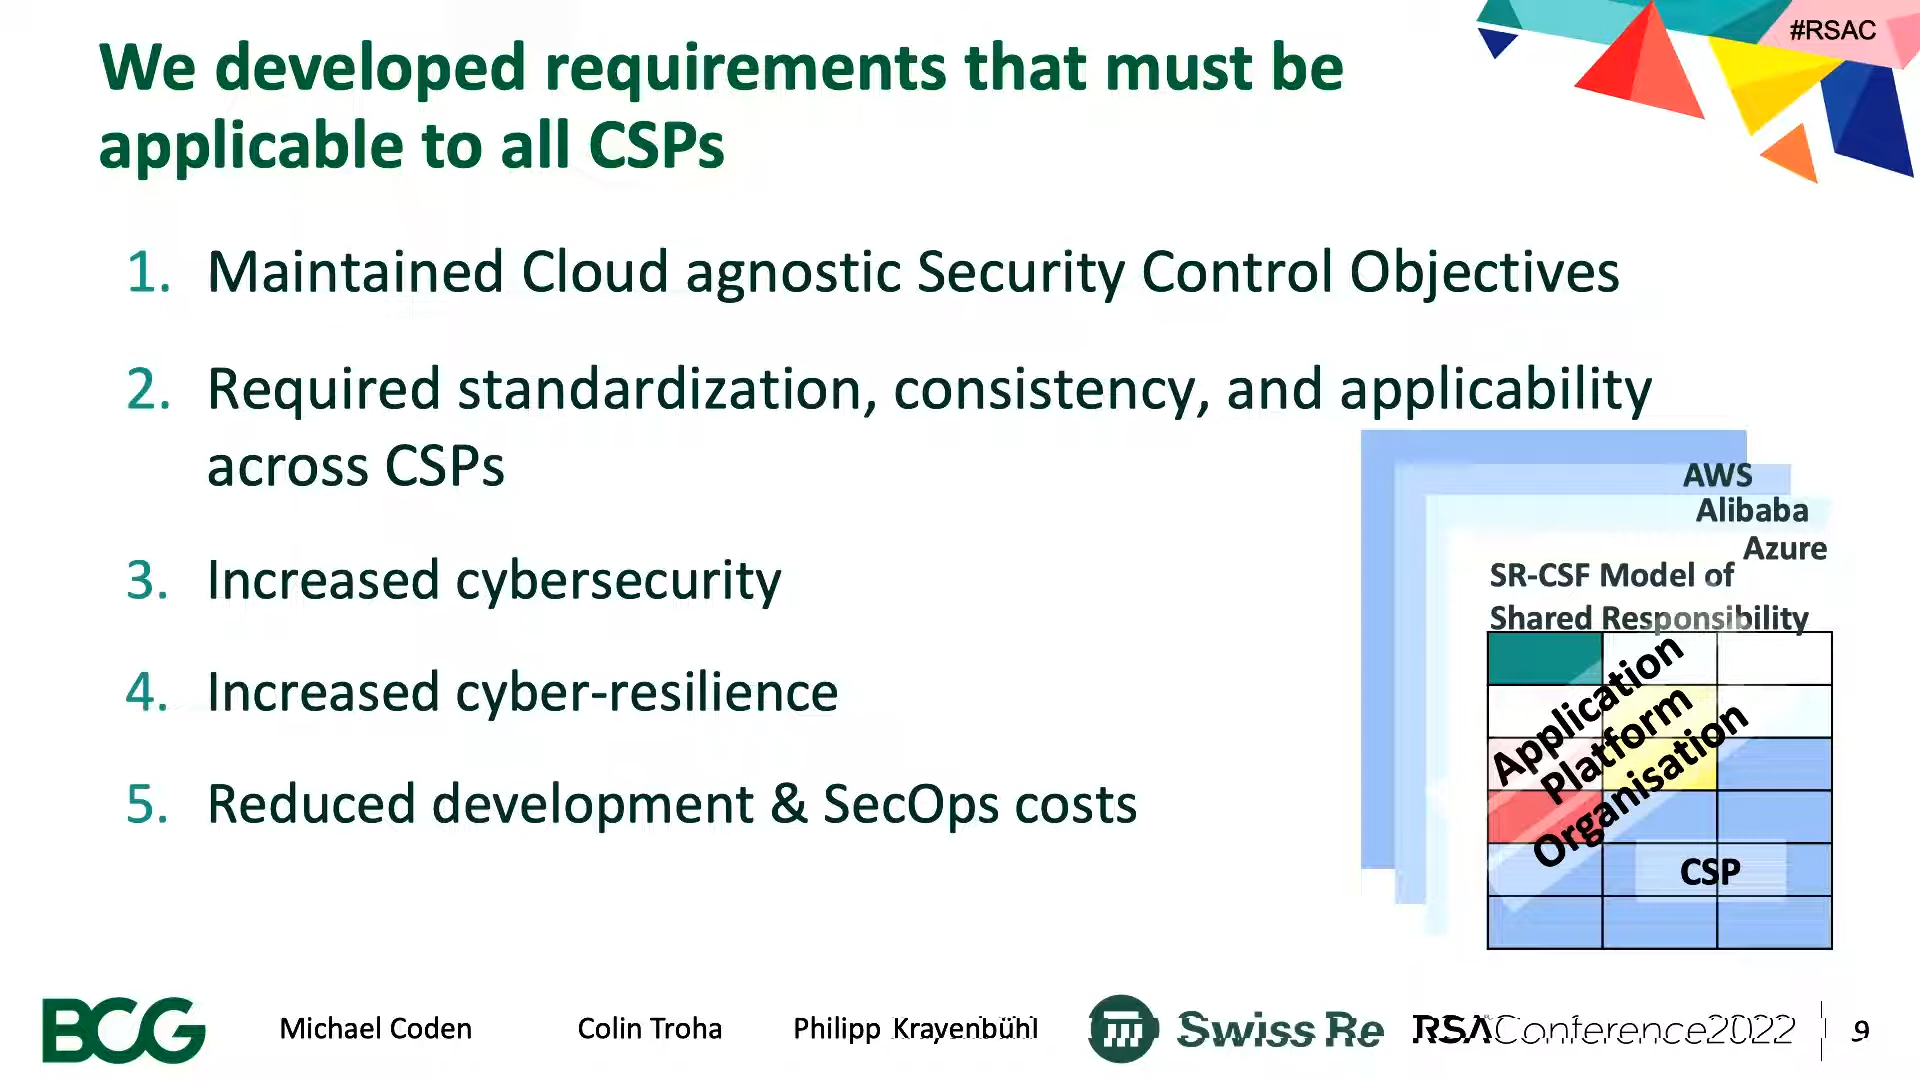 #RSAC
We developed requirements that must be
applicable to all CSPs
1. Maintained Cloud agnostic Security Control Objectives
2. Required standardization, consistency, and applicability
across CSPs
3. Increased cybersecurity
4. Increased cyber-resilience
5. Reduced development & SecOps costs
AWS
Alibaba
Azure
SR-CSF Model of
Shared Responsibility
Application
Platform
Organisation
CSP
BCG
Michael Coden
Colin Troha
Philipp Krayenbühl
Swiss Re
RSAConference2022
9